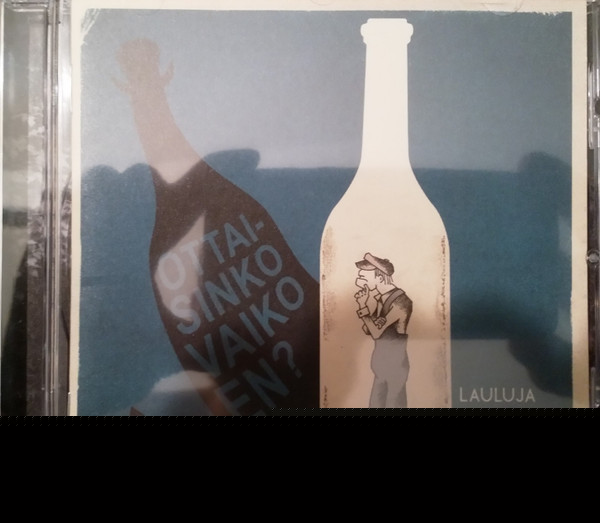 OTTAI-
SINKO
VAIKO
EN?
LAULUJA